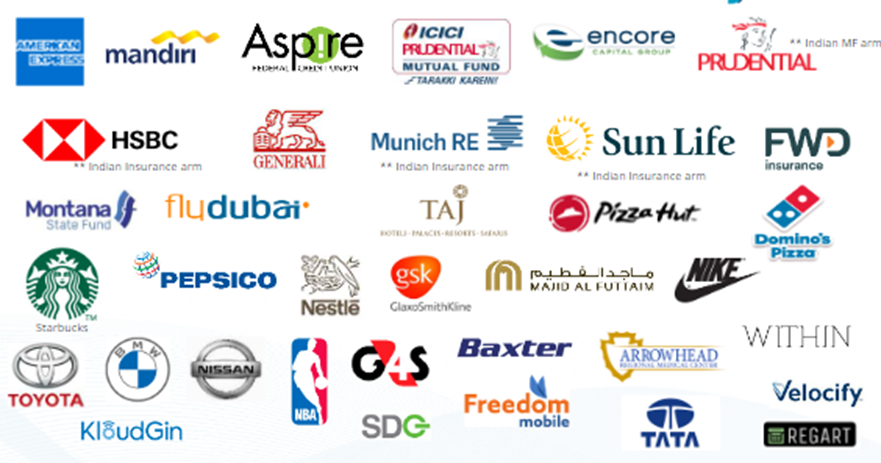 AMERICAN
EXPRESS
mandiri
Aspire
FEDERAL CREDIT UNION
ICICI
PRUDENTIAL
MUTUAL FUND
TARAKKI KAREIN!
encore
CAPITAL GROUP
** Indian MF arm
PRUDENTIAL
HSBC
** Indian Insurance arm
GENERALI
Munich RE
** Indian Insurance arm
Sun Life
** Indian Insurance arm
FWD
insurance
Montana
State Fund
flydubai
TAJ
HOTELS · PALACES · RESORTS · SAFARIS
Pizza Hut
Domino's
Pizza
TM
Starbucks
PEPSICO
Nestlé
gsk
GlaxoSmithKline
ماجد الفطيم
MAJID AL FUTTAIM
NIKE
TOYOTA
BMW
NISSAN
NBA
G4S
Baxter
ARROWHEAD
REGIONAL MEDICAL CENTER
WITHIN
KloudGin
SDG
Freedom
mobile
TATA
Velocify
REGART